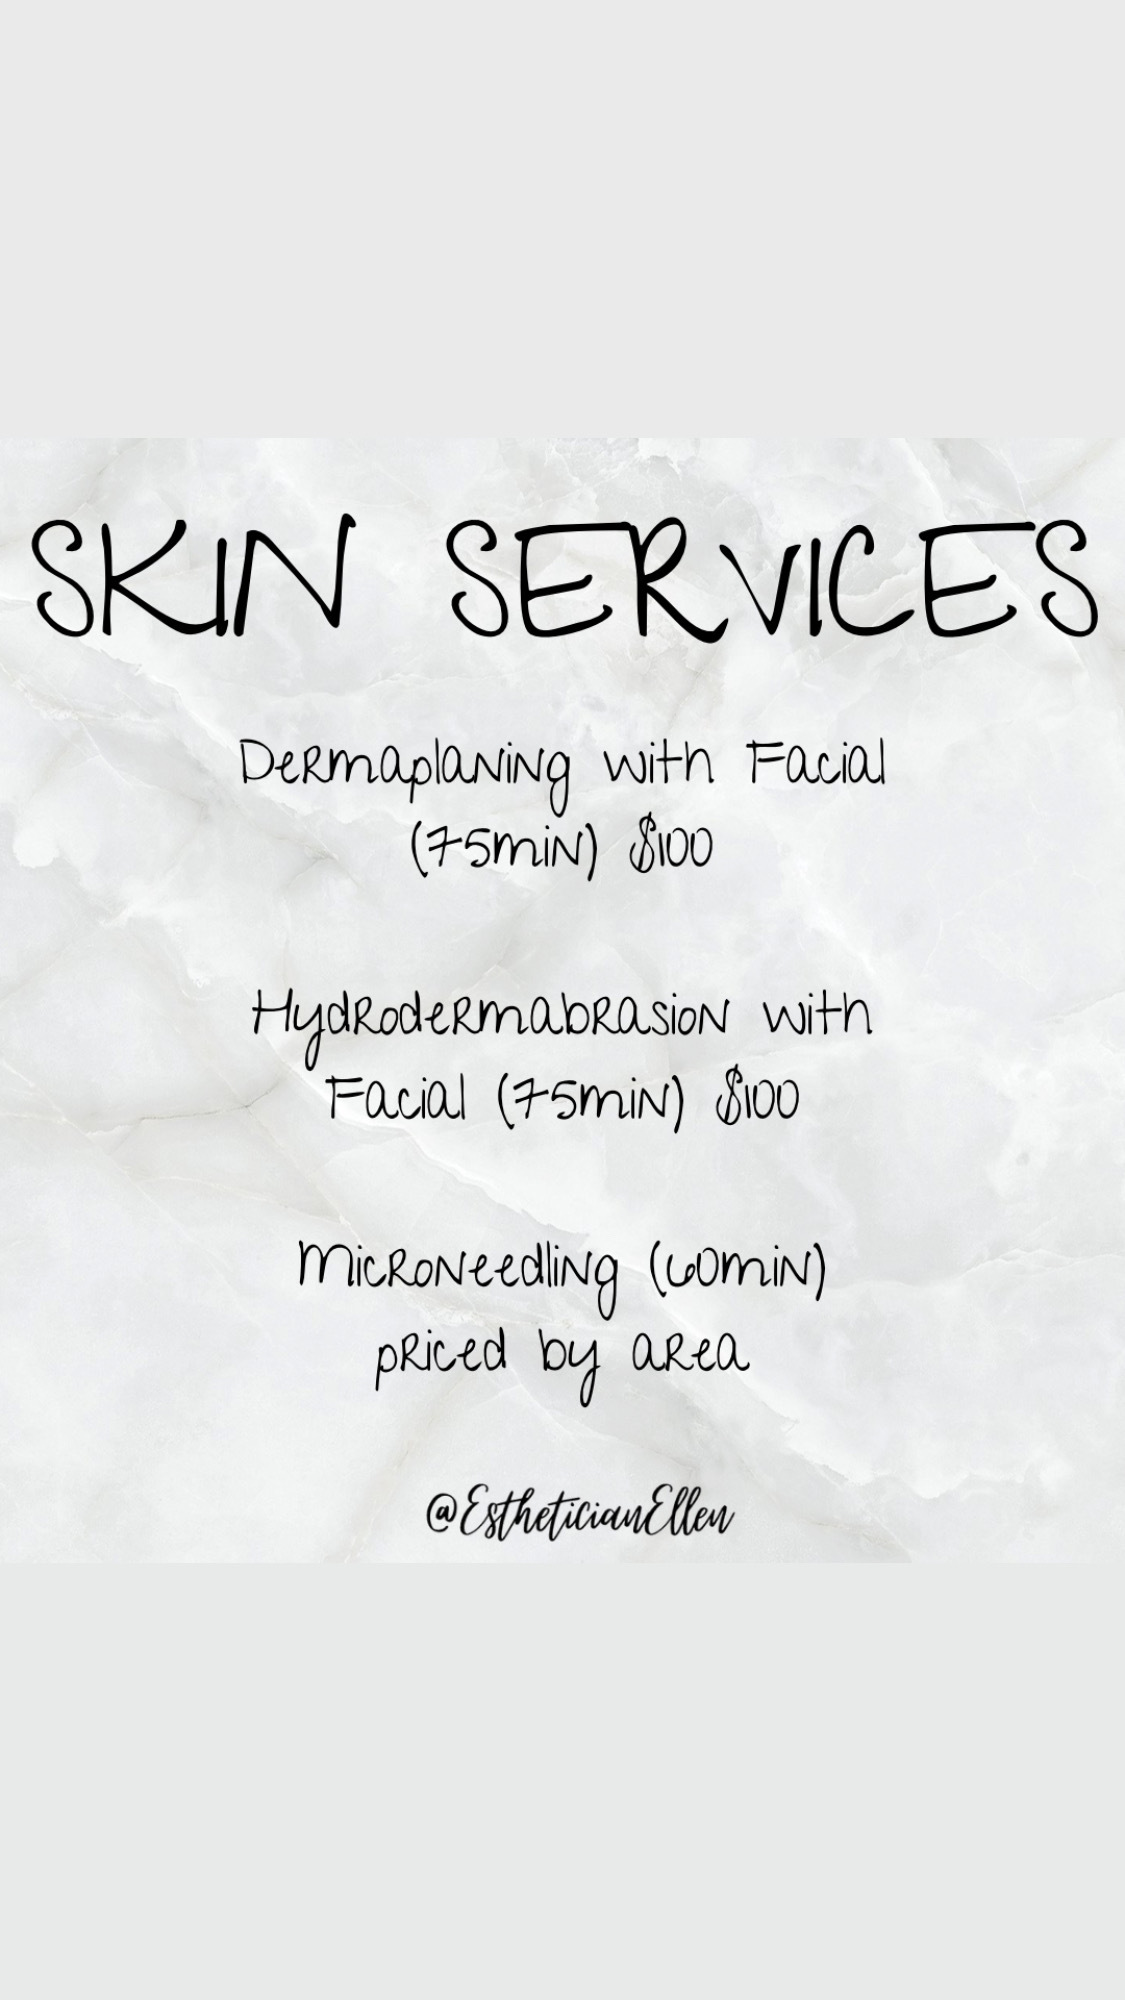 SKIN SERVICES
Dermaplaning with Facial
(75min) $100
Hydrodermabrasion with
Facial (75min) $100
Microneedling (60min)
priced by area
@EstheticianEllen